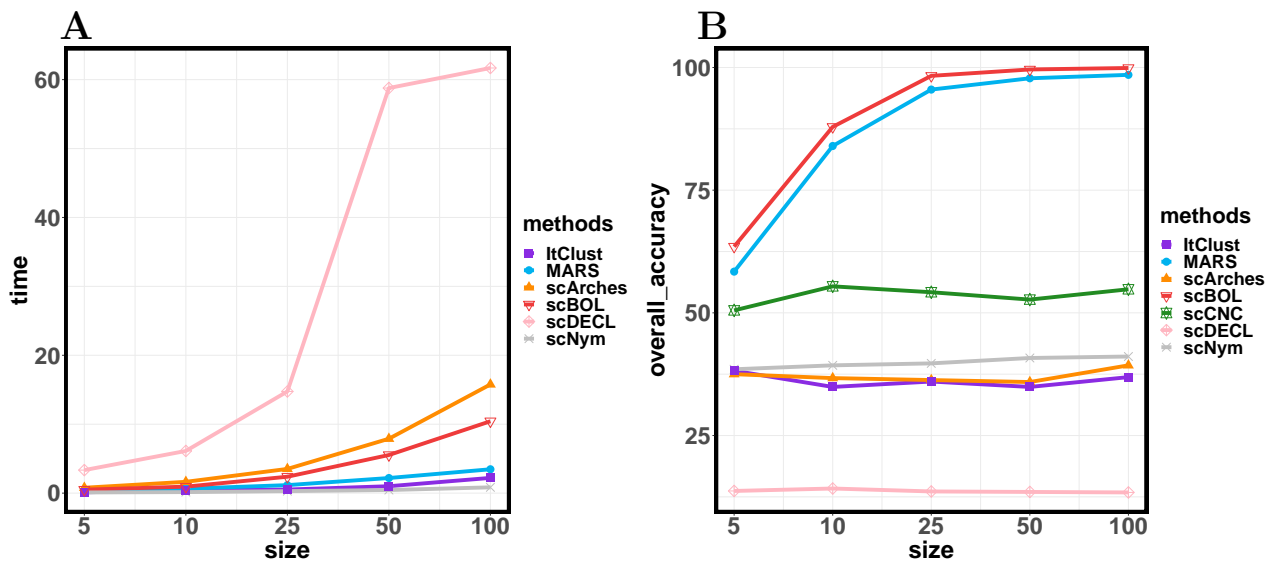 A
60
40
20
0
5 10 25 50 100
size
time
methods
ItClust
MARS
scArches
scBOL
scDECL
scNym
B
100
75
50
25
5 10 25 50 100
size
overall_accuracy
methods
ItClust
MARS
scArches
scBOL
scCNC
scDECL
scNym